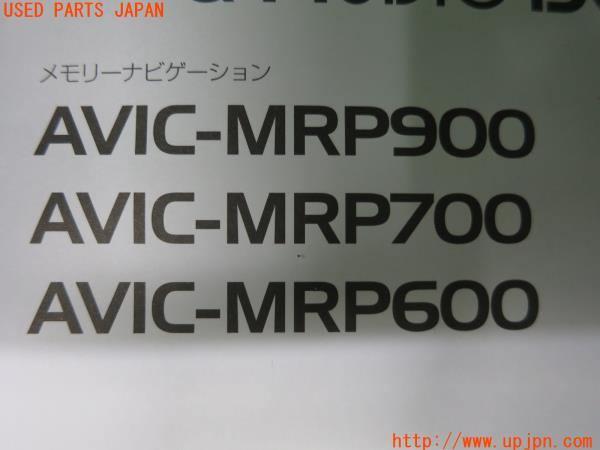 USED PARTS JAPAN
メモリーナビゲーション
AVIC-MRP900
AVIC-MRP700
AVIC-MRP600
http://www.upjpn.com/